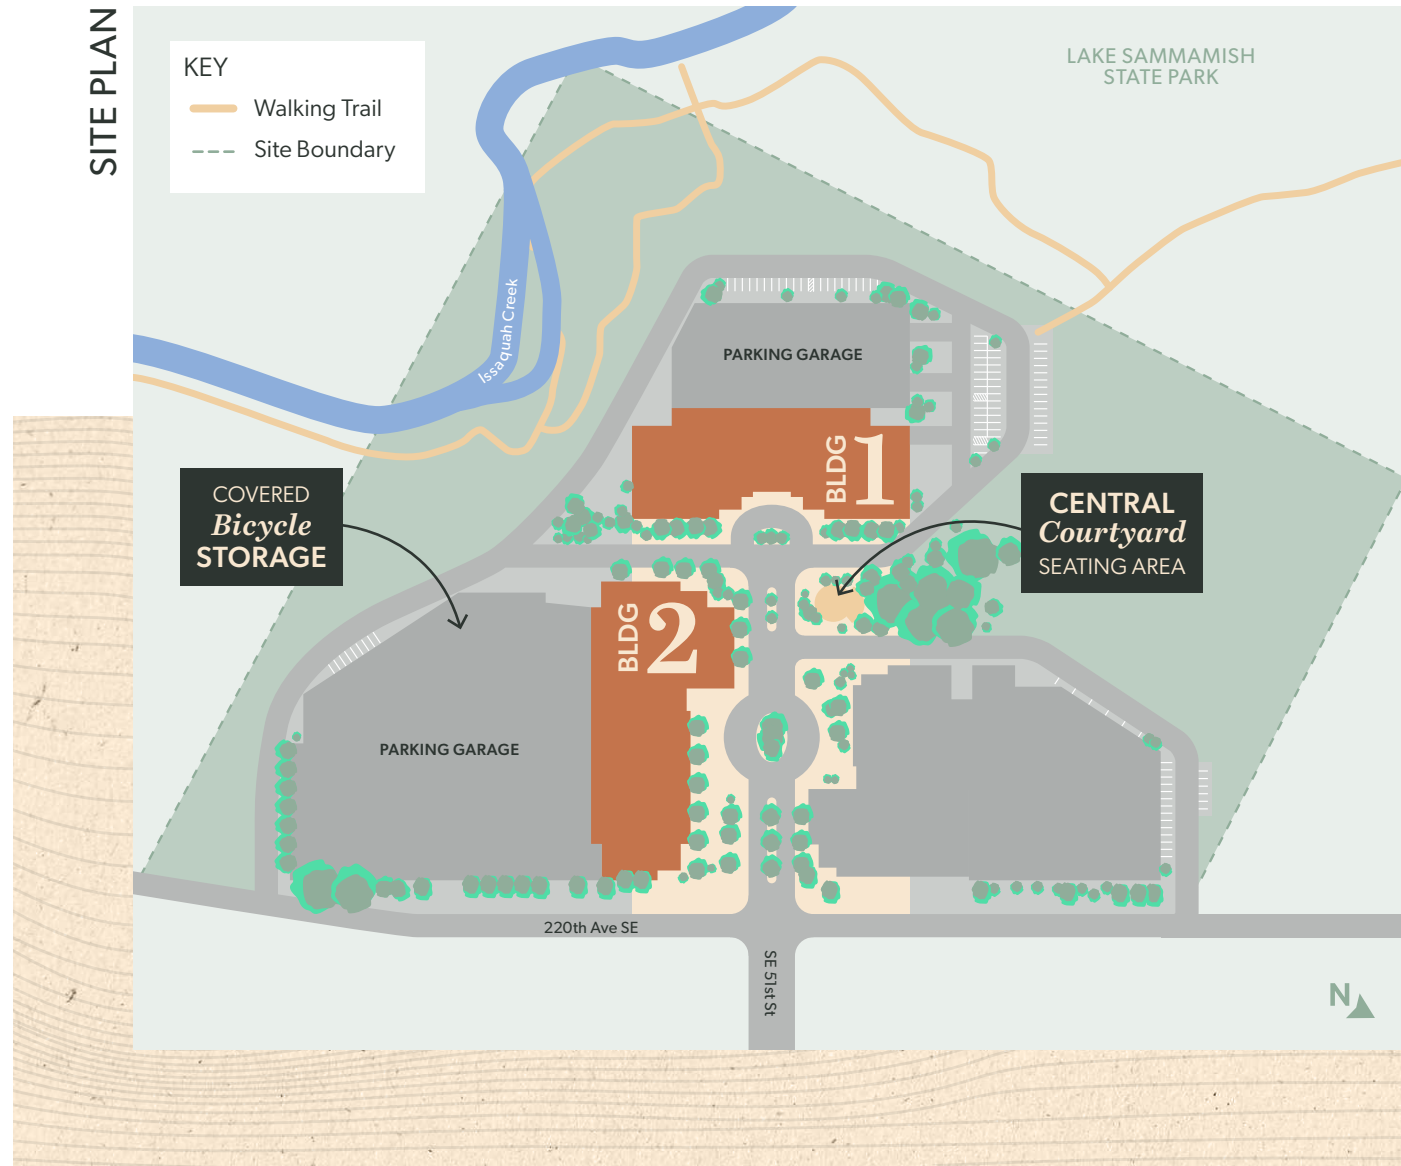 SITE PLAN
KEY
Walking Trail
Site Boundary
LAKE SAMMAMISH
STATE PARK
Issaquah Creek
PARKING GARAGE
BLDG 1
COVERED
Bicycle
STORAGE
CENTRAL
Courtyard
SEATING AREA
BLDG 2
PARKING GARAGE
220th Ave SE
SE 51st St
N